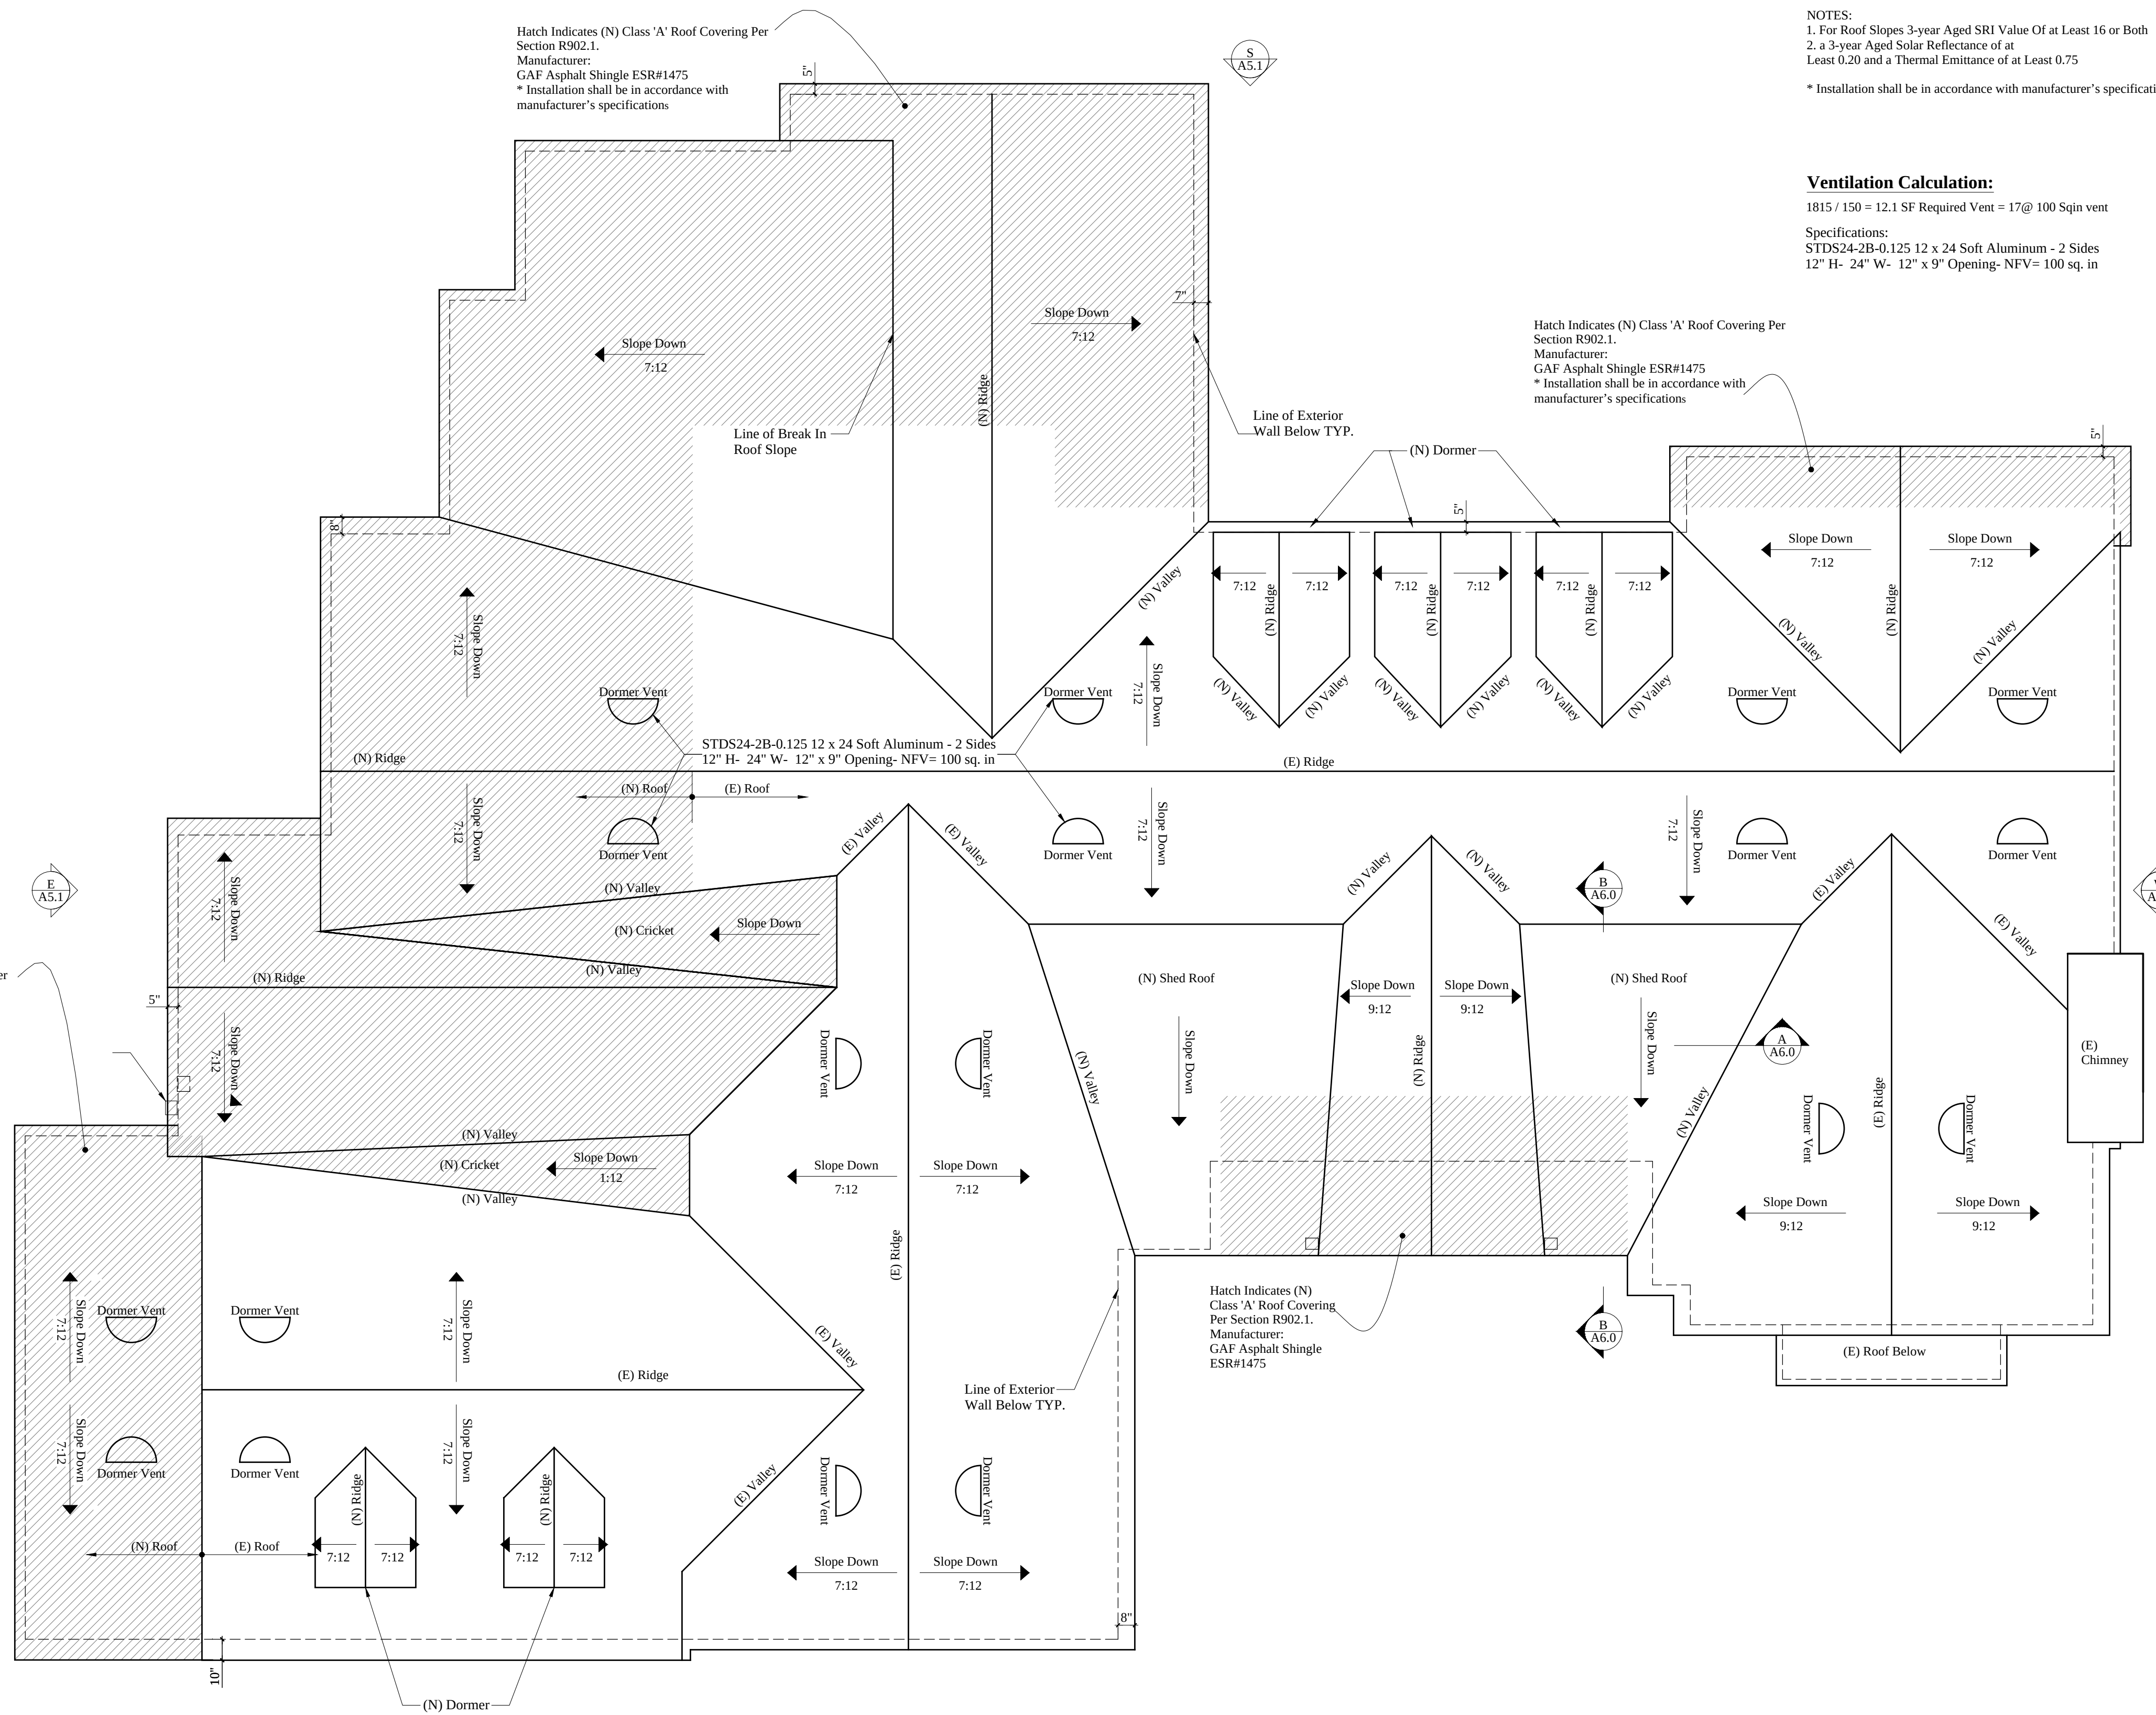 Hatch Indicates (N) Class 'A' Roof Covering Per
Section R902.1.
Manufacturer:
GAF Asphalt Shingle ESR#1475
* Installation shall be in accordance with
manufacturer's specifications
5"
S
A5.1
NOTES:
1. For Roof Slopes 3-year Aged SRI Value Of at Least 16 or Both
2. a 3-year Aged Solar Reflectance of at
Least 0.20 and a Thermal Emittance of at Least 0.75
* Installation shall be in accordance with manufacturer's specificati
Ventilation Calculation:
1815 / 150 = 12.1 SF Required Vent = 17@ 100 Sqin vent
Specifications:
STDS24-2B-0.125 12 x 24 Soft Aluminum - 2 Sides
12" H- 24" W- 12" x 9" Opening- NFV= 100 sq. in
7"
Slope Down
7:12
Slope Down
7:12
(N) Ridge
Line of Break In
Roof Slope
Line of Exterior
Wall Below TYP.
Hatch Indicates (N) Class 'A' Roof Covering Per
Section R902.1.
Manufacturer:
GAF Asphalt Shingle ESR#1475
* Installation shall be in accordance with
manufacturer's specifications
(N) Dormer
5"
5"
8"
Slope Down
7:12
Slope Down
7:12
7:12
7:12
(N) Ridge
7:12
7:12
(N) Ridge
7:12
7:12
(N) Ridge
(N) Ridge
(N) Valley
(N) Valley
(N) Valley
(N) Valley
(N) Valley
(N) Valley
(N) Valley
(N) Valley
(N) Valley
Slope Down
7:12
Slope Down
7:12
Dormer Vent
Dormer Vent
Dormer Vent
Dormer Vent
STDS24-2B-0.125 12 x 24 Soft Aluminum - 2 Sides
12" H- 24" W- 12" x 9" Opening- NFV= 100 sq. in
(N) Ridge
(E) Ridge
(N) Roof
(E) Roof
Slope Down
7:12
Slope Down
7:12
Slope Down
7:12
Dormer Vent
Dormer Vent
Dormer Vent
Dormer Vent
(E) Valley
(E) Valley
(N) Valley
(N) Valley
(E) Valley
(E) Valley
B
A6.0
E
A5.1
A
(N) Valley
(N) Cricket
Slope Down
(N) Valley
Slope Down
7:12
(N) Ridge
er
5"
Slope Down
7:12
(N) Shed Roof
Slope Down
9:12
Slope Down
9:12
(N) Shed Roof
(N) Ridge
Slope Down
Slope Down
A
A6.0
(E)
Chimney
Dormer Vent
Dormer Vent
(N) Valley
(N) Valley
(E) Ridge
Dormer Vent
Dormer Vent
(N) Valley
(N) Cricket
Slope Down
1:12
(N) Valley
Slope Down
7:12
Slope Down
7:12
(E) Ridge
Slope Down
9:12
Slope Down
9:12
Slope Down
7:12
Dormer Vent
Dormer Vent
Slope Down
7:12
(E) Valley
Hatch Indicates (N)
Class 'A' Roof Covering
Per Section R902.1.
Manufacturer:
GAF Asphalt Shingle
ESR#1475
B
A6.0
(E) Roof Below
(E) Ridge
Line of Exterior
Wall Below TYP.
Slope Down
7:12
Dormer Vent
Dormer Vent
Slope Down
7:12
(N) Ridge
(N) Ridge
(E) Valley
Dormer Vent
Dormer Vent
(N) Roof
(E) Roof
7:12
7:12
7:12
7:12
Slope Down
7:12
Slope Down
7:12
8"
10"
(N) Dormer